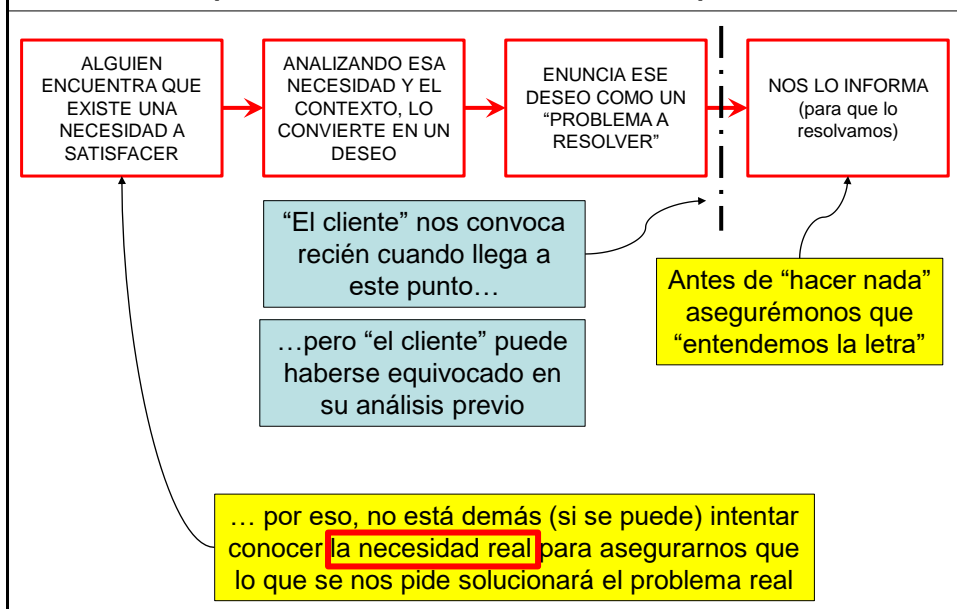 ALGUIEN
ENCUENTRA QUE
EXISTE UNA
NECESIDAD A
SATISFACER
ANALIZANDO ESA
NECESIDAD Y EL
CONTEXTO, LO
CONVIERTE EN UN
DESEO
ENUNCIA ESE
DESEO COMO UN
“PROBLEMA A
RESOLVER”
NOS LO INFORMA
(para que lo
resolvamos)
“El cliente” nos convoca
recién cuando llega a
este punto…
…pero “el cliente” puede
haberse equivocado en
su análisis previo
Antes de “hacer nada”
asegurémonos que
“entendemos la letra”
… por eso, no está demás (si se puede) intentar
conocer la necesidad real para asegurarnos que
lo que se nos pide solucionará el problema real